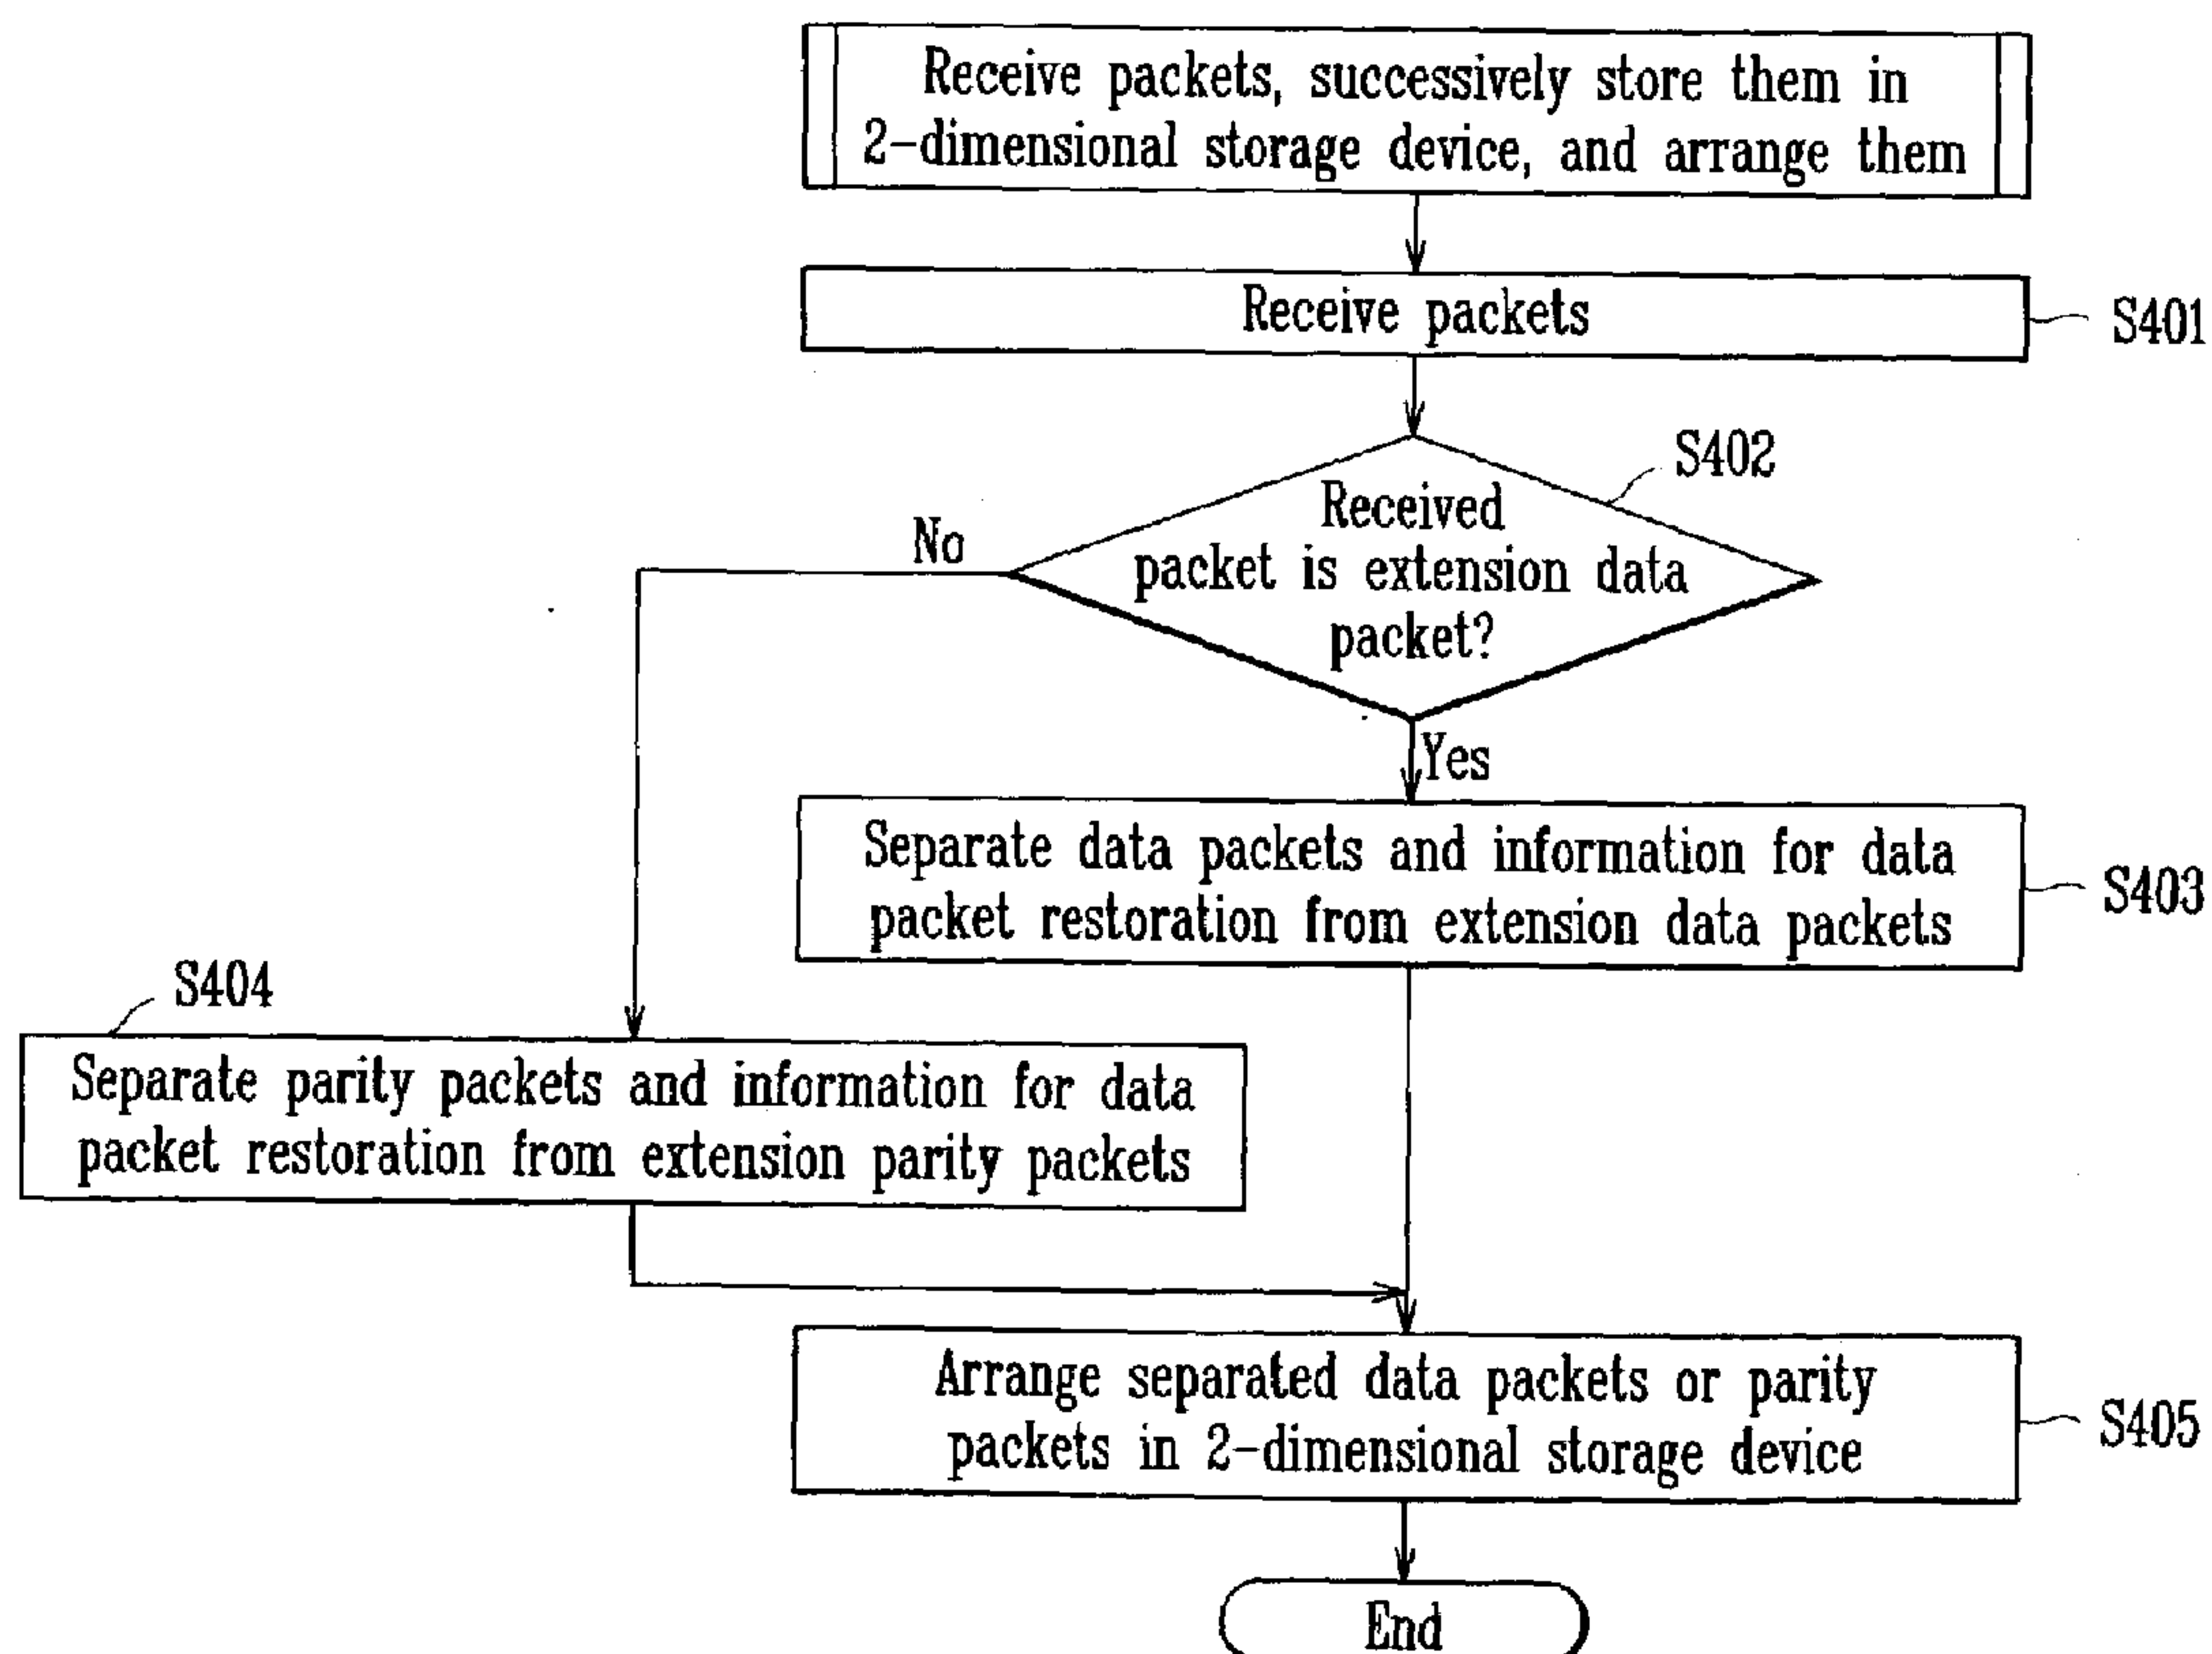 Receive packets, successively store them in
2-dimensional storage device, and arrange them
Receive packets
S401
S402
Received
packet is extension data
packet?
No
Yes
Separate data packets and information for data
packet restoration from extension data packets
S403
S404
Separate parity packets and information for data
packet restoration from extension parity packets
Arrange separated data packets or parity
packets in 2-dimensional storage device
S405
End